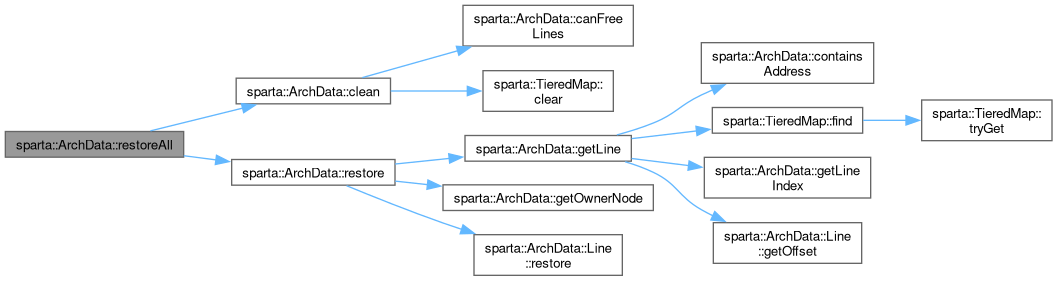 sparta::ArchData::restoreAll
sparta::ArchData::clean
sparta::ArchData::canFree
Lines
sparta::TieredMap::
clear
sparta::ArchData::restore
sparta::ArchData::getLine
sparta::ArchData::contains
Address
sparta::TieredMap::find
sparta::TieredMap::
tryGet
sparta::ArchData::getLine
Index
sparta::ArchData::Line
::getOffset
sparta::ArchData::getOwnerNode
sparta::ArchData::Line
::restore